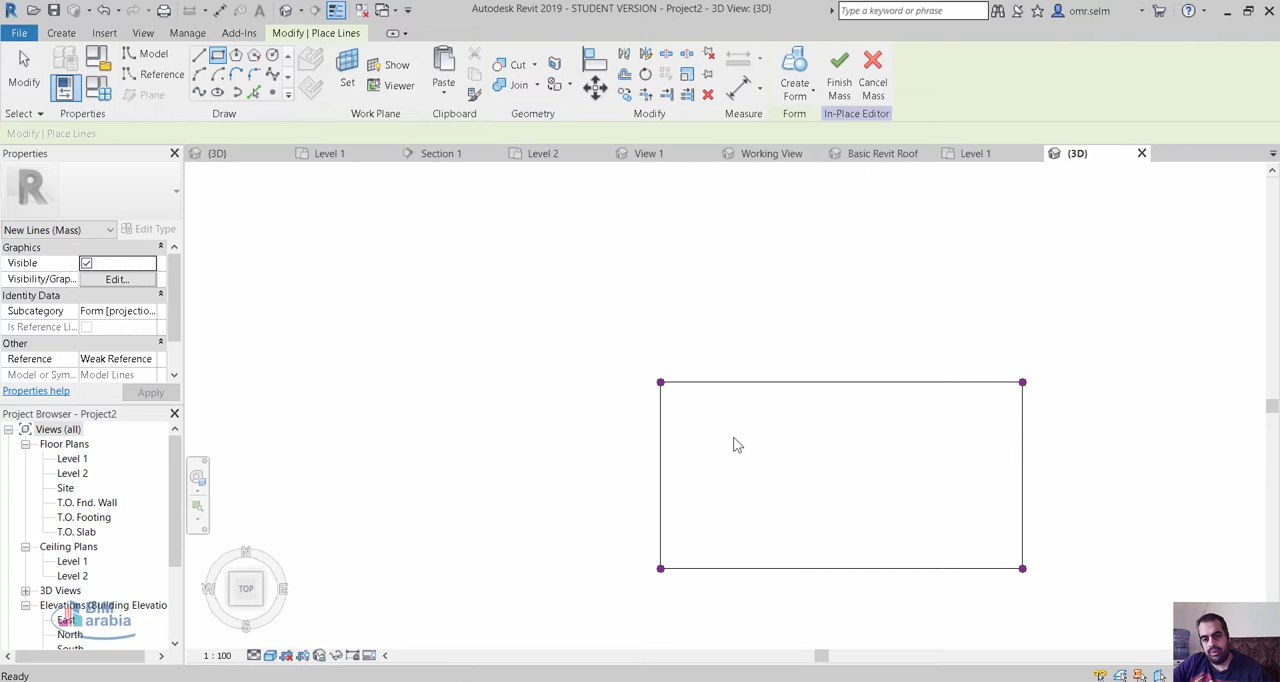 Autodesk Revit 2019 - STUDENT VERSION - Project2 - 3D View: {3D}
Type a keyword or phrase
omr.selm
File Create Insert View Manage Add-Ins Modify | Place Lines
Modify
Model
Reference
Plane
Set
Show
Viewer
Paste
Cut
Join
Create Form
Finish Mass
Cancel Mass
Select Properties Draw Work Plane Clipboard Geometry Modify Measure Form In-Place Editor
Modify | Place Lines
Properties
{3D} Level 1 Section 1 Level 2 View 1 Working View Basic Revit Roof Level 1 {3D}
R
New Lines (Mass) Edit Type
Graphics
Visible
Visibility/Grap... Edit...
Identity Data
Subcategory Form [projectio...
Is Reference Li...
Other
Reference Weak Reference
Model or Sym... Model Lines
Properties help Apply
Project Browser - Project2
Views (all)
Floor Plans
Level 1
Level 2
Site
T.O. Fnd. Wall
T.O. Footing
T.O. Slab
Ceiling Plans
Level 1
Level 2
3D Views
Elevations (Building Elevatio
East
North
BIM
arabia
N
W TOP E
S
1 : 100
Ready